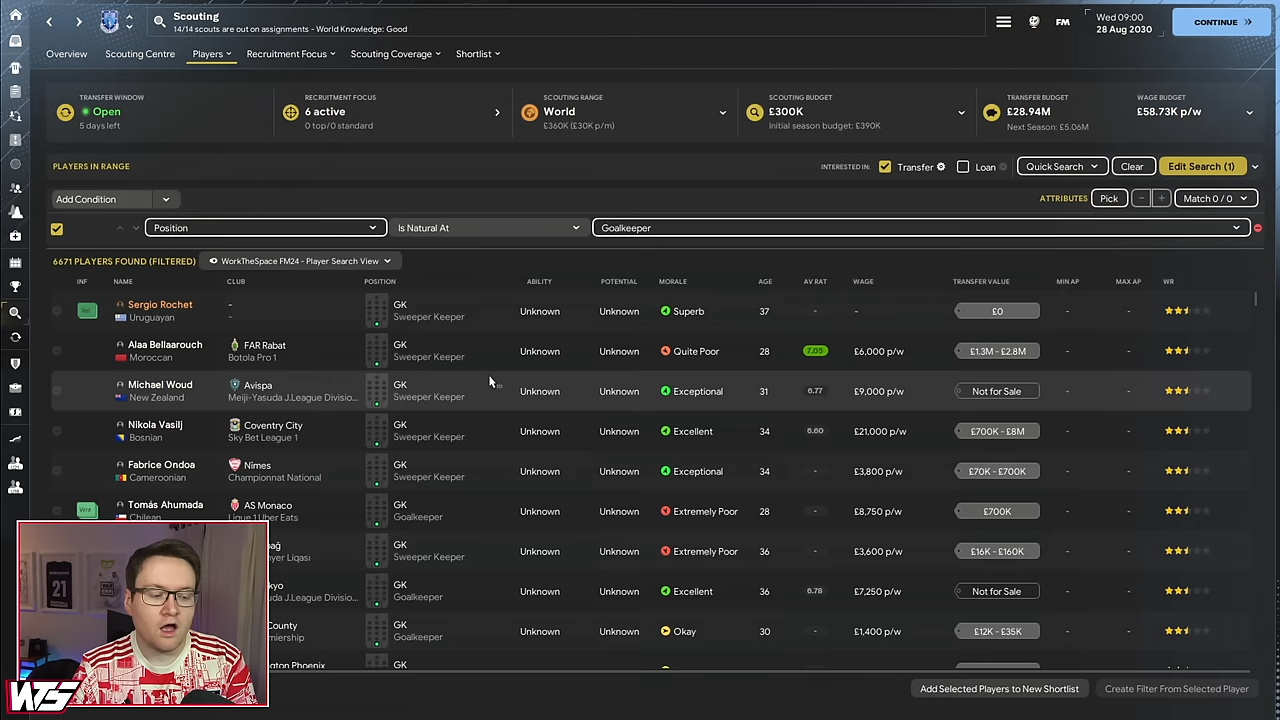 Scouting
14/14 scouts are out on assignments - World Knowledge: Good
FM
Wed 09:00
28 Aug 2030
CONTINUE
Overview
Scouting Centre
Players
Recruitment Focus
Scouting Coverage
Shortlist
TRANSFER WINDOW
Open
5 days left
RECRUITMENT FOCUS
6 active
0 top/0 standard
SCOUTING RANGE
World
£360K (£30K p/m)
SCOUTING BUDGET
£300K
Initial season budget: £390K
TRANSFER BUDGET
£28.94M
Next Season: £5.06M
WAGE BUDGET
£58.73K p/w
PLAYERS IN RANGE
INTERESTED IN:
Transfer
Loan
Quick Search
Clear
Edit Search (1)
Add Condition
ATTRIBUTES
Pick
Match 0 / 0
Position
Is Natural At
Goalkeeper
6671 PLAYERS FOUND (FILTERED)
WorkTheSpace FM24 - Player Search View
INF NAME CLUB POSITION ABILITY POTENTIAL MORALE AGE AV RAT WAGE TRANSFER VALUE MIN AP MAX AP WR
Sergio Rochet - GK Unknown Unknown Superb 37 - - £0 - -
Uruguayan - Sweeper Keeper
Alaa Bellaarouch FAR Rabat GK Unknown Unknown Quite Poor 28 7.05 £6,000 p/w £1.3M - £2.8M - -
Moroccan Botola Pro 1 Sweeper Keeper
Michael Woud Avispa GK Unknown Unknown Exceptional 31 6.77 £9,000 p/w Not for Sale - -
New Zealand Meiji-Yasuda J.League Divisio... Sweeper Keeper
Nikola Vasilj Coventry City GK Unknown Unknown Excellent 34 6.60 £21,000 p/w £700K - £8M - -
Bosnian Sky Bet League 1 Sweeper Keeper
Fabrice Ondoa Nîmes GK Unknown Unknown Exceptional 34 - £3,800 p/w £70K - £700K - -
Cameroonian Championnat National Sweeper Keeper
Wnt Tomás Ahumada AS Monaco GK Unknown Unknown Extremely Poor 28 - £8,750 p/w £700K - -
Chilean Ligue 1 Uber Eats Goalkeeper
GK Unknown Unknown Extremely Poor 36 - £3,600 p/w £16K - £160K - -
Sweeper Keeper
kyo GK Unknown Unknown Excellent 36 6.78 £7,250 p/w Not for Sale - -
uda J.League Divisio... Goalkeeper
County GK Unknown Unknown Okay 30 - £1,400 p/w £12K - £35K - -
miership Goalkeeper
ngton Phoenix GK
21
WTS
Add Selected Players to New Shortlist
Create Filter From Selected Player